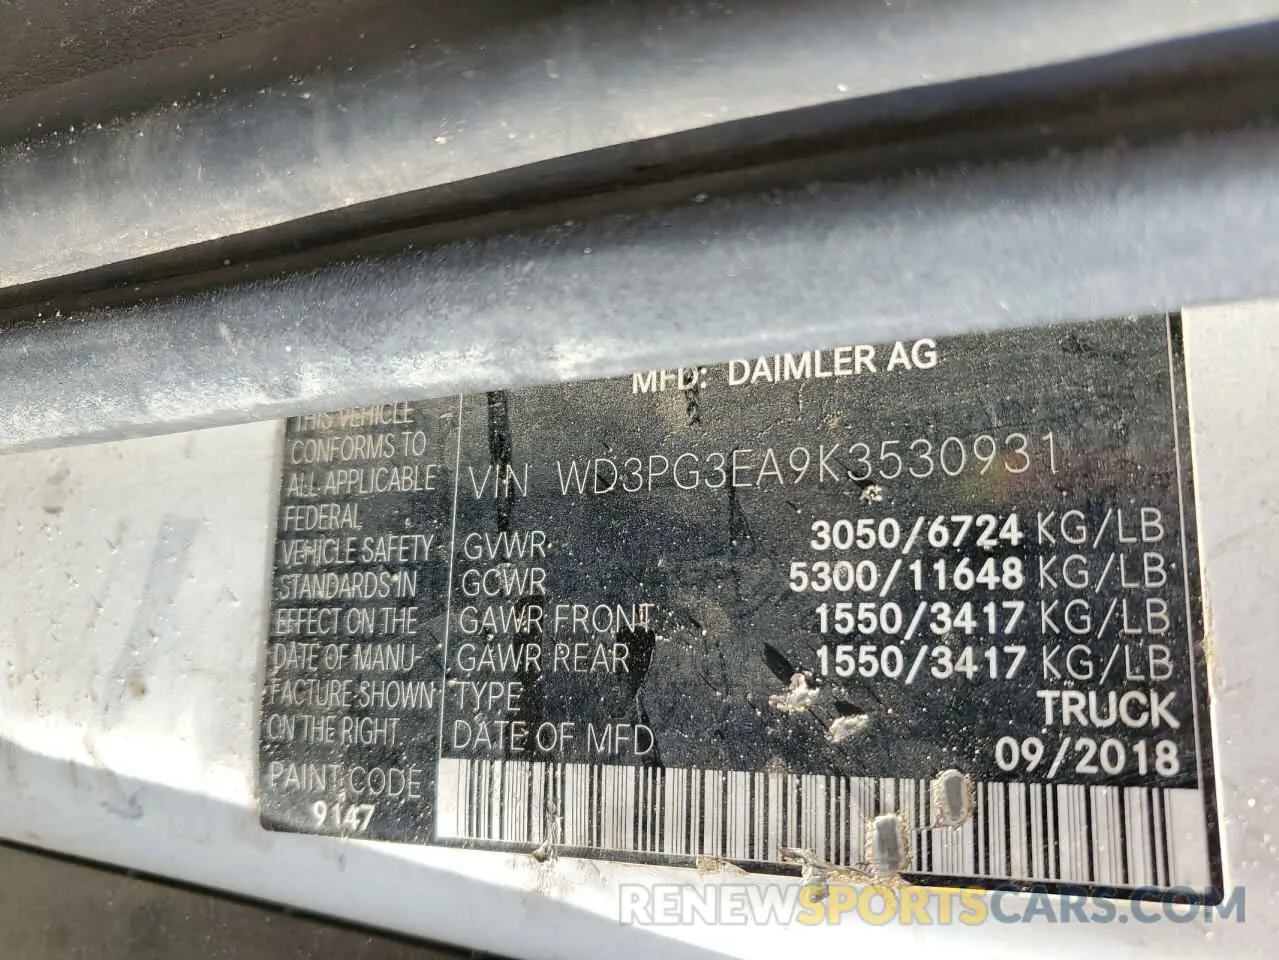 MFD: DAIMLER AG
THIS VEHICLE
CONFORMS TO
ALL APPLICABLE
FEDERAL
VEHICLE SAFETY
STANDARDS IN
EFFECT ON THE
DATE OF MANU-
FACTURE SHOWN
ON THE RIGHT
PAINT CODE
9147
VIN WD3PG3EA9K3530931
GVWR 3050/6724 KG/LB
GCWR 5300/11648 KG/LB
GAWR FRONT 1550/3417 KG/LB
GAWR REAR 1550/3417 KG/LB
TYPE TRUCK
DATE OF MFD 09/2018
RENEWSPORTSCARS.COM